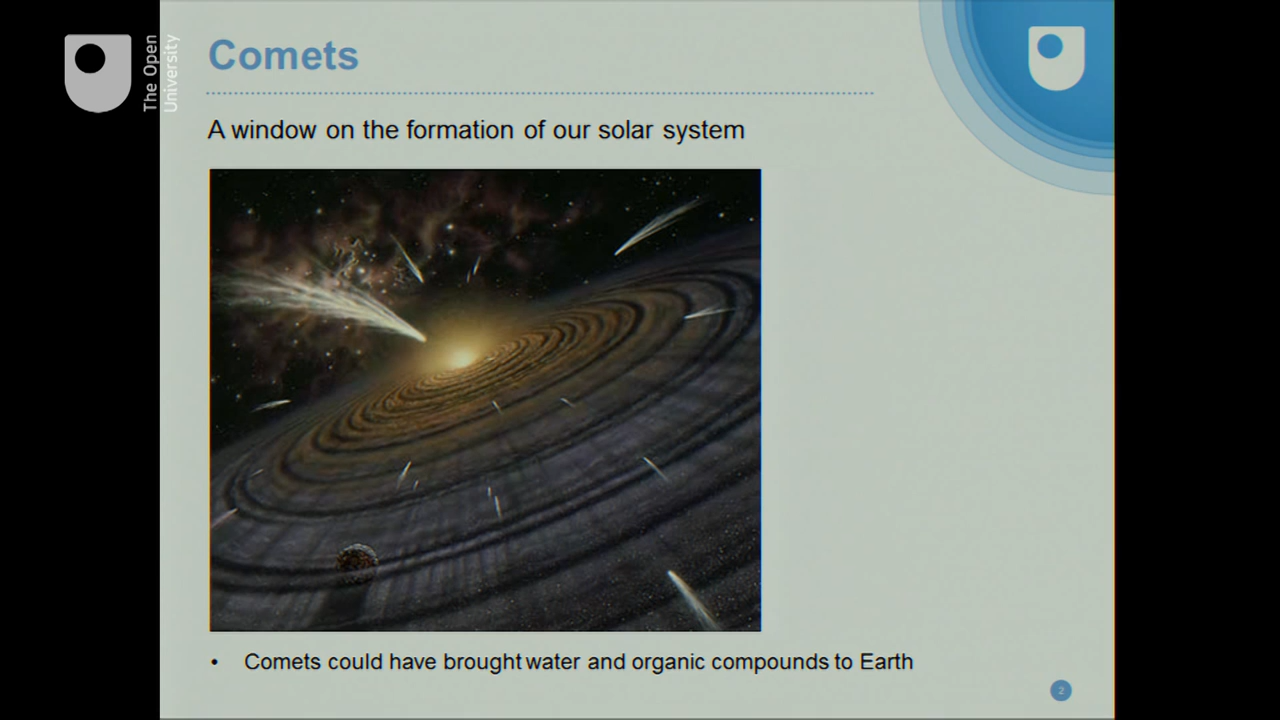 The Open
University
Comets
A window on the formation of our solar system
• Comets could have brought water and organic compounds to Earth
2